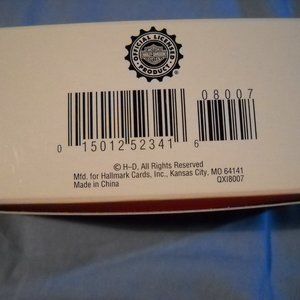 OFFICIAL LICENSED
PRODUCT
08007
0 15012 52341 6
© H-D, All Rights Reserved
Mfd. for Hallmark Cards, Inc., Kansas City, MO 64141
Made in China
QXI8007